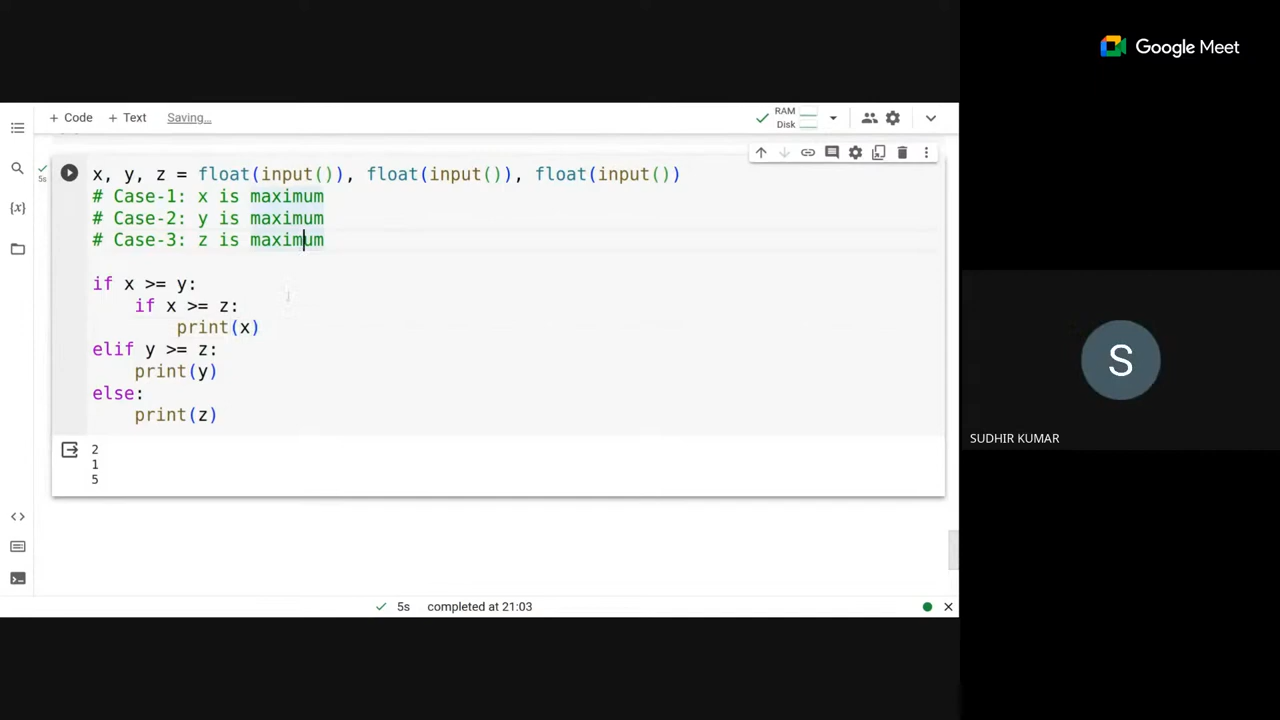 Google Meet
+ Code + Text Saving... RAM Disk
5s
x, y, z = float(input()), float(input()), float(input())
# Case-1: x is maximum
# Case-2: y is maximum
# Case-3: z is maximum
if x >= y:
    if x >= z:
        print(x)
elif y >= z:
    print(y)
else:
    print(z)
2
1
5
5s completed at 21:03
S
SUDHIR KUMAR